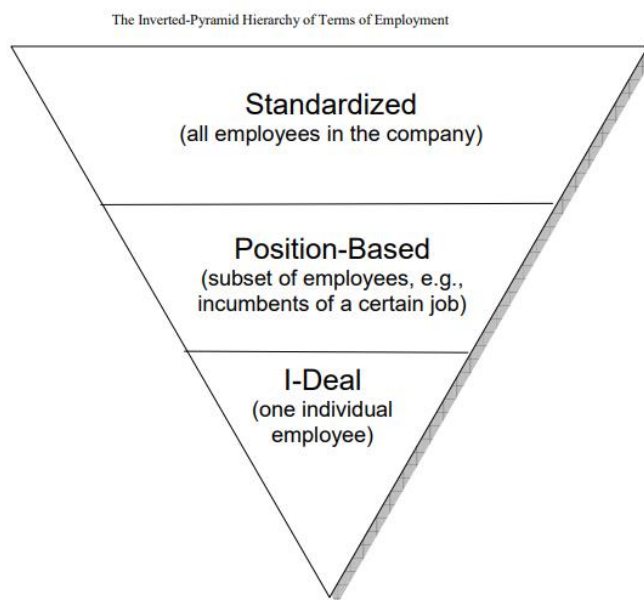 The Inverted-Pyramid Hierarchy of Terms of Employment
Standardized
(all employees in the company)
Position-Based
(subset of employees, e.g.,
incumbents of a certain job)
I-Deal
(one individual
employee)